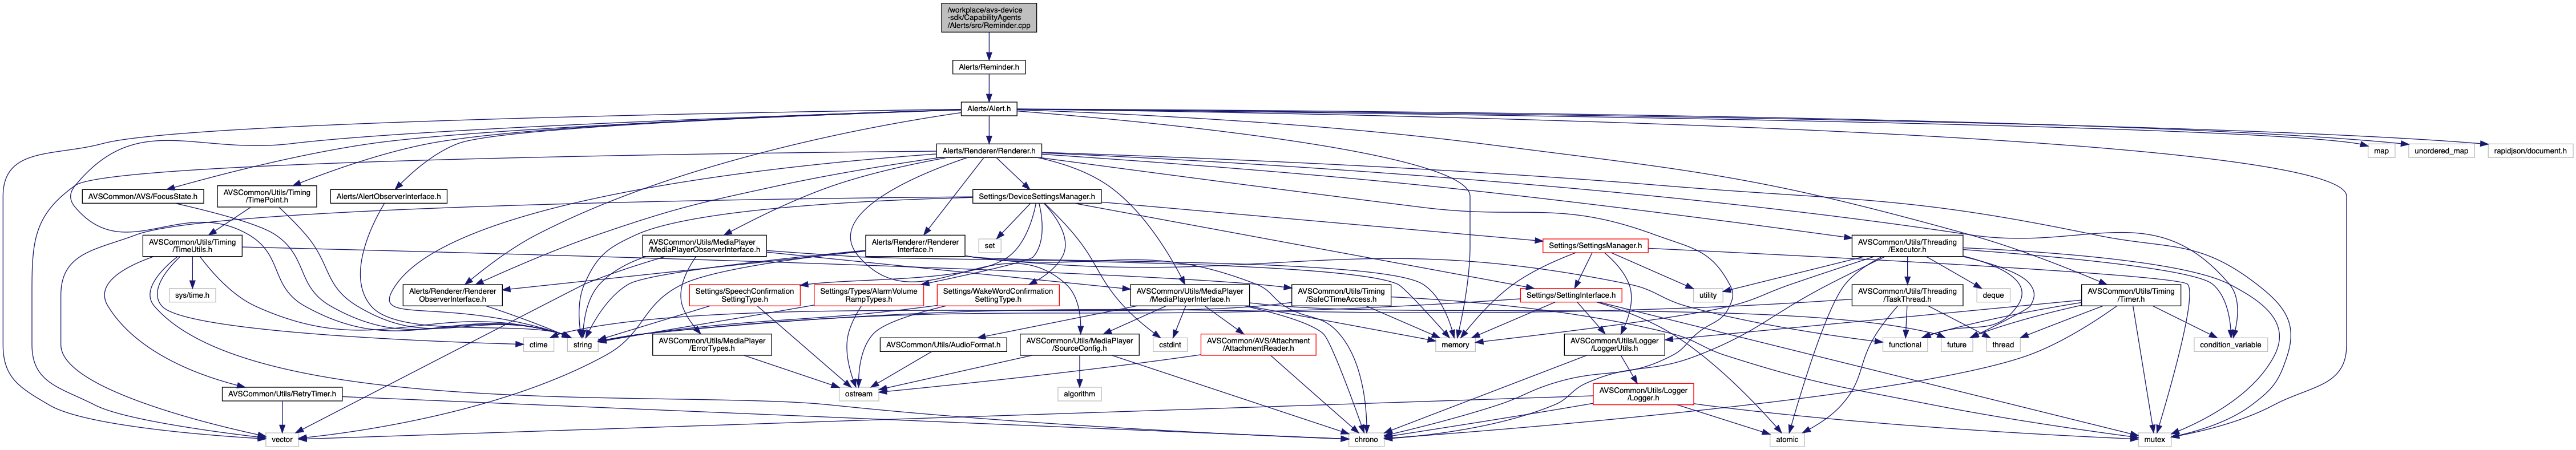 /workplace/avs-device
-sdk/CapabilityAgents
/Alerts/src/Reminder.cpp
Alerts/Reminder.h
Alerts/Alert.h
Alerts/Renderer/Renderer.h
map
unordered_map
rapidjson/document.h
AVSCommon/AVS/FocusState.h
AVSCommon/Utils/Timing
/TimePoint.h
Alerts/AlertObserverInterface.h
Settings/DeviceSettingsManager.h
AVSCommon/Utils/Timing
/TimeUtils.h
AVSCommon/Utils/MediaPlayer
/MediaPlayerObserverInterface.h
Alerts/Renderer/Renderer
Interface.h
set
Settings/SettingsManager.h
AVSCommon/Utils/Threading
/Executor.h
sys/time.h
Alerts/Renderer/Renderer
ObserverInterface.h
Settings/SpeechConfirmation
SettingType.h
Settings/Types/AlarmVolume
RampTypes.h
Settings/WakeWordConfirmation
SettingType.h
AVSCommon/Utils/MediaPlayer
/MediaPlayerInterface.h
AVSCommon/Utils/Timing
/SafeCTimeAccess.h
Settings/SettingInterface.h
utility
AVSCommon/Utils/Threading
/TaskThread.h
deque
AVSCommon/Utils/Timing
/Timer.h
ctime
string
AVSCommon/Utils/MediaPlayer
/ErrorTypes.h
AVSCommon/Utils/AudioFormat.h
AVSCommon/Utils/MediaPlayer
/SourceConfig.h
cstdint
AVSCommon/AVS/Attachment
/AttachmentReader.h
memory
AVSCommon/Utils/Logger
/LoggerUtils.h
functional
future
thread
condition_variable
AVSCommon/Utils/RetryTimer.h
ostream
algorithm
AVSCommon/Utils/Logger
/Logger.h
vector
chrono
atomic
mutex